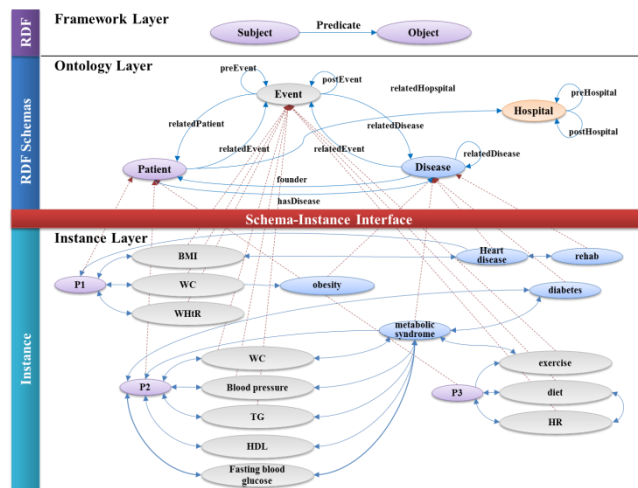 RDF
Framework Layer
Subject
Predicate
Object
RDF Schemas
Ontology Layer
preEvent
postEvent
Event
relatedHopspital
preHospital
Hospital
postHospital
relatedPatient
relatedDisease
relatedEvent
relatedEvent
relatedDisease
Patient
Disease
founder
hasDisease
Schema-Instance Interface
Instance
Instance Layer
BMI
Heart
disease
rehab
P1
WC
obesity
diabetes
WHtR
metabolic
syndrome
WC
exercise
P2
Blood pressure
P3
diet
TG
HR
HDL
Fasting blood
glucose